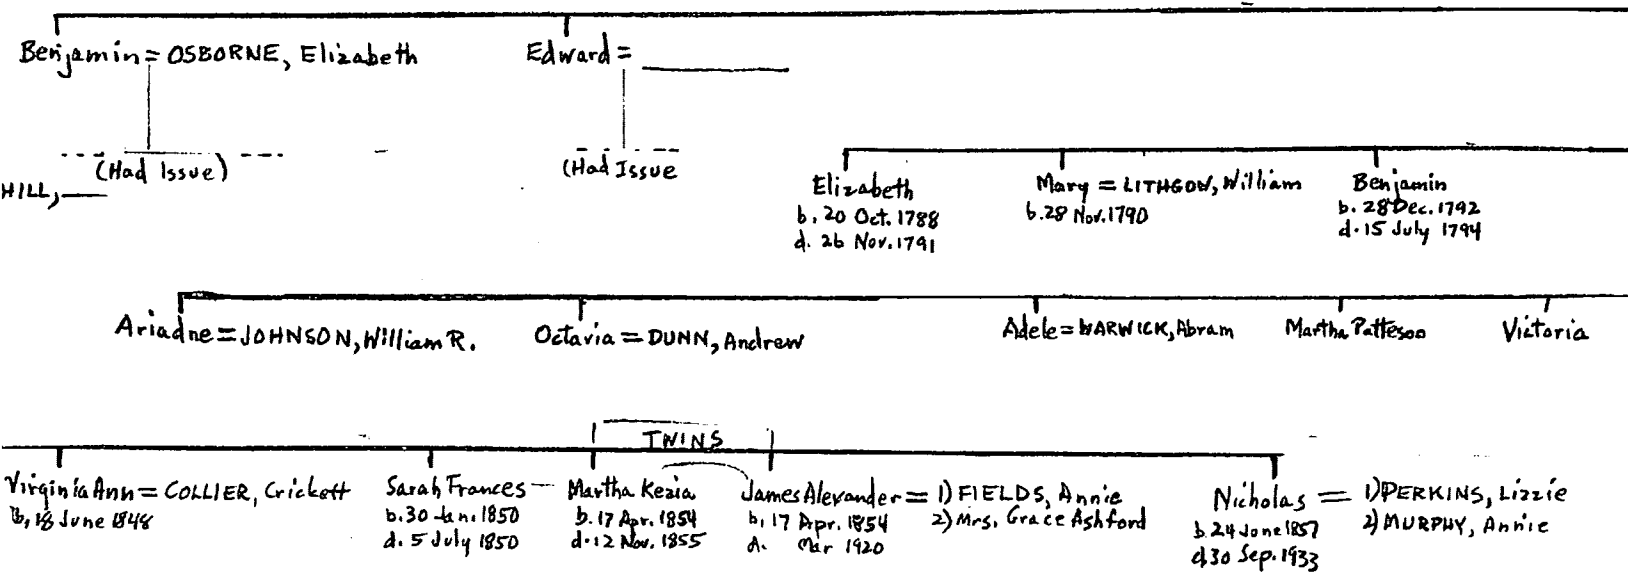 Benjamin = OSBORNE, Elizabeth Edward = ______
(Had Issue) (Had Issue
HILL, ___
Elizabeth Mary = LITHGOW, William Benjamin
b. 20 Oct. 1788 b. 28 Nov. 1790 b. 28 Dec. 1792
d. 26 Nov. 1791 d. 15 July 1794
Ariadne = JOHNSON, William R. Octavia = DUNN, Andrew Adele = WARWICK, Abram Martha Patteson Victoria
TWINS
Virginia Ann = COLLIER, Crickett Sarah Frances Martha Kezia James Alexander = 1) FIELDS, Annie Nicholas = 1) PERKINS, Lizzie
b. 18 June 1848 b. 30 Jan. 1850 b. 17 Apr. 1854 b. 17 Apr. 1854 2) Mrs. Grace Ashford b. 24 June 1857 2) MURPHY, Annie
d. 5 July 1850 d. 12 Nov. 1855 d. Mar 1920 d 30 Sep. 1933